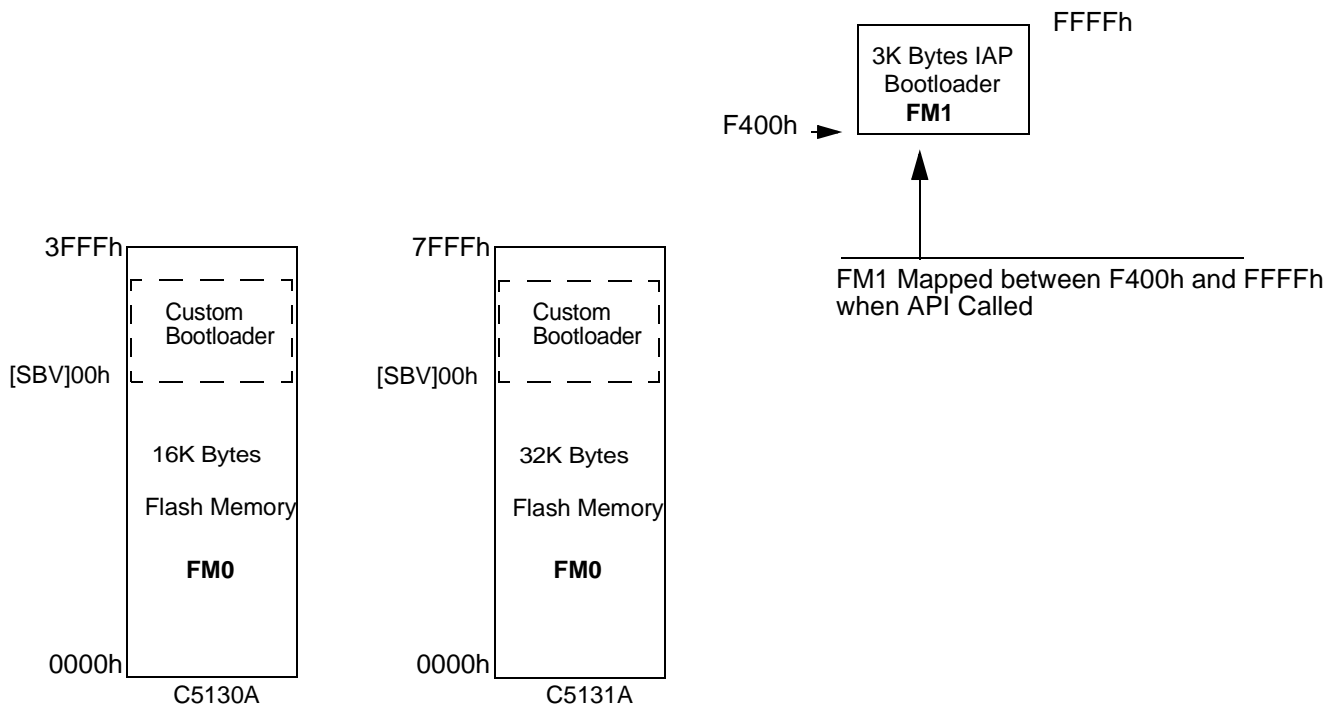 FFFFh
3K Bytes IAP
Bootloader
FM1
F400h
FM1 Mapped between F400h and FFFFh
when API Called
3FFFh
Custom
Bootloader
[SBV]00h
16K Bytes
Flash Memory
FM0
0000h
C5130A
7FFFh
Custom
Bootloader
[SBV]00h
32K Bytes
Flash Memory
FM0
0000h
C5131A